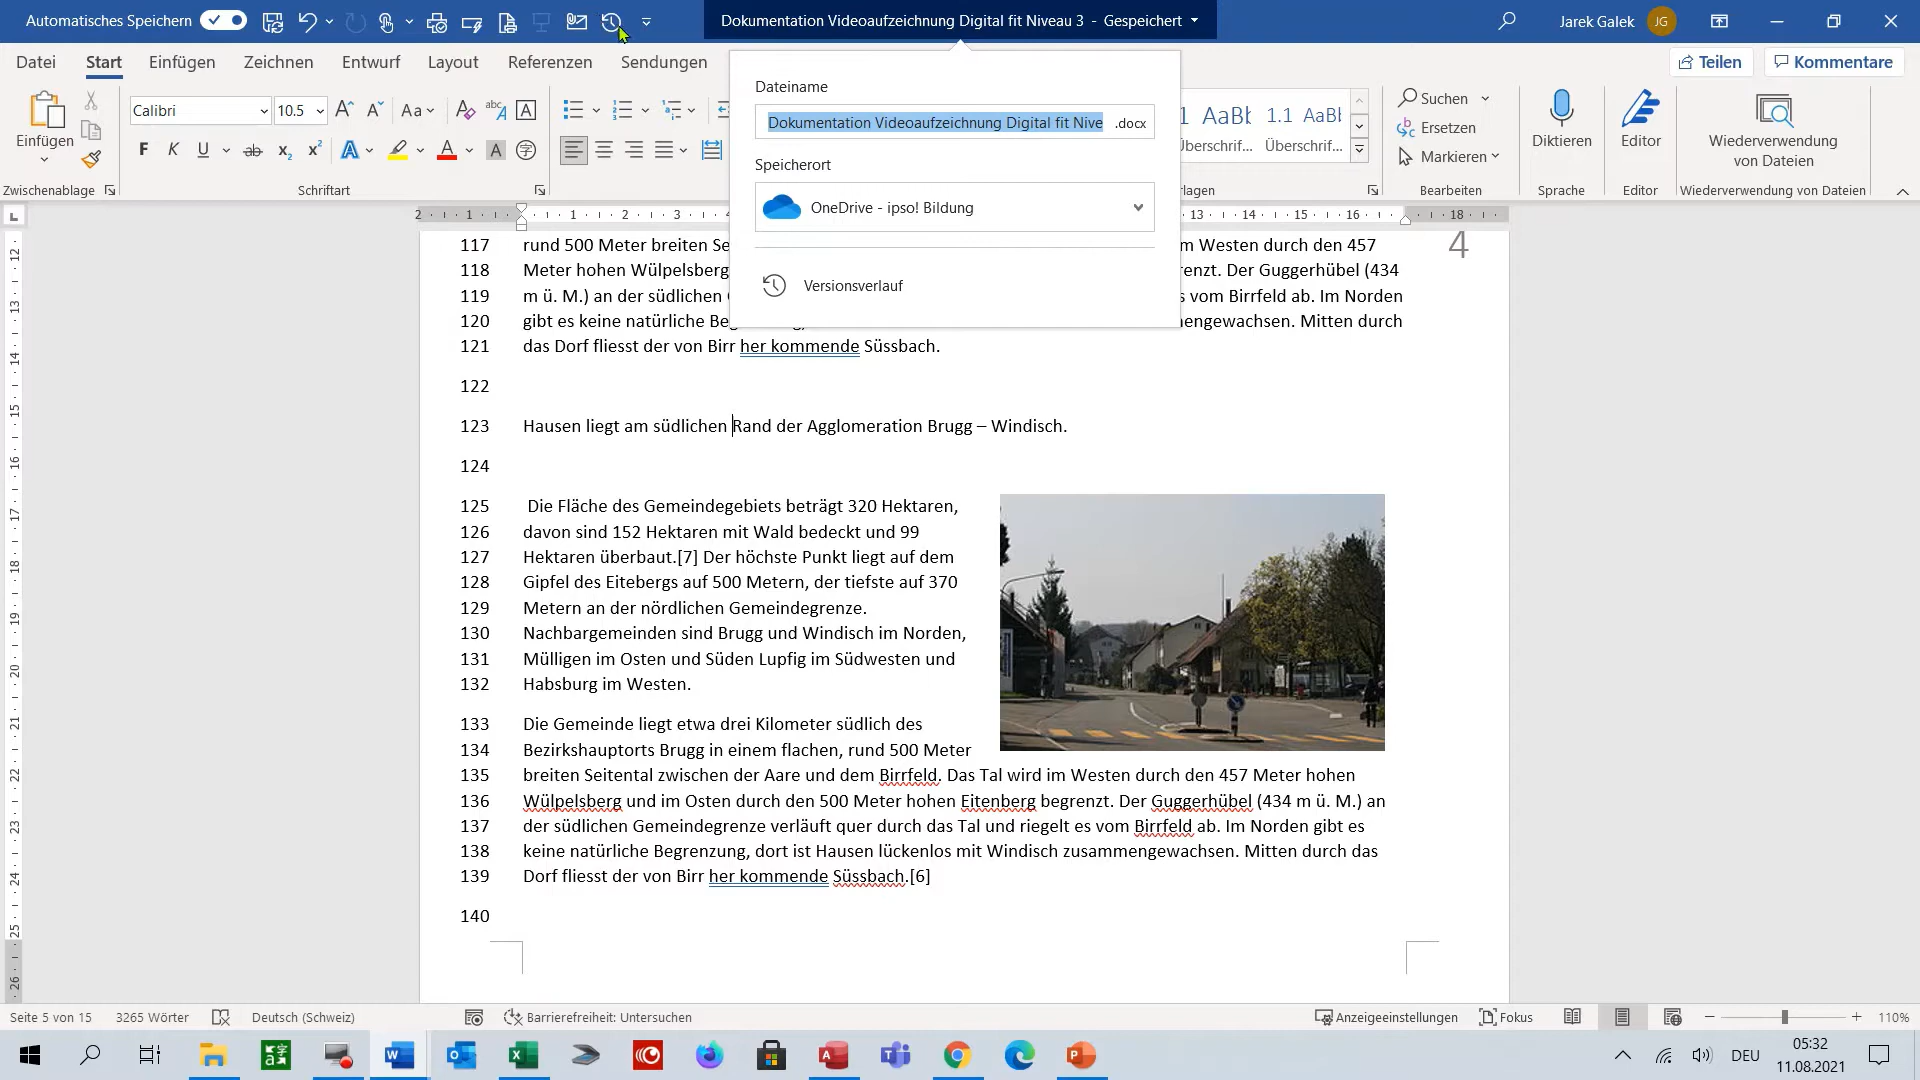 Automatisches Speichern
Dokumentation Videoaufzeichnung Digital fit Niveau 3 - Gespeichert
Jarek Galek JG
Datei Start Einfügen Zeichnen Entwurf Layout Referenzen Sendungen
Teilen Kommentare
Dateiname
Dokumentation Videoaufzeichnung Digital fit Nive .docx
Speicherort
OneDrive - ipso! Bildung
Versionsverlauf
Einfügen
Zwischenablage
Calibri 10.5
Schriftart
Überschrif... Überschrif...
Suchen
Ersetzen
Markieren
Bearbeiten
Diktieren
Sprache
Editor
Editor
Wiederverwendung
von Dateien
Wiederverwendung von Dateien
4
117 rund 500 Meter breiten Se m Westen durch den 457
118 Meter hohen Wülpelsberg renzt. Der Guggerhübel (434
119 m ü. M.) an der südlichen s vom Birrfeld ab. Im Norden
120 gibt es keine natürliche Be mengewachsen. Mitten durch
121 das Dorf fliesst der von Birr her kommende Süssbach.
122
123 Hausen liegt am südlichen Rand der Agglomeration Brugg – Windisch.
124
125 Die Fläche des Gemeindegebiets beträgt 320 Hektaren,
126 davon sind 152 Hektaren mit Wald bedeckt und 99
127 Hektaren überbaut.[7] Der höchste Punkt liegt auf dem
128 Gipfel des Eitebergs auf 500 Metern, der tiefste auf 370
129 Metern an der nördlichen Gemeindegrenze.
130 Nachbargemeinden sind Brugg und Windisch im Norden,
131 Mülligen im Osten und Süden Lupfig im Südwesten und
132 Habsburg im Westen.
133 Die Gemeinde liegt etwa drei Kilometer südlich des
134 Bezirkshauptorts Brugg in einem flachen, rund 500 Meter
135 breiten Seitental zwischen der Aare und dem Birrfeld. Das Tal wird im Westen durch den 457 Meter hohen
136 Wülpelsberg und im Osten durch den 500 Meter hohen Eitenberg begrenzt. Der Guggerhübel (434 m ü. M.) an
137 der südlichen Gemeindegrenze verläuft quer durch das Tal und riegelt es vom Birrfeld ab. Im Norden gibt es
138 keine natürliche Begrenzung, dort ist Hausen lückenlos mit Windisch zusammengewachsen. Mitten durch das
139 Dorf fliesst der von Birr her kommende Süssbach.[6]
140
Seite 5 von 15 3265 Wörter Deutsch (Schweiz) Barrierefreiheit: Untersuchen Anzeigeeinstellungen Fokus 110%
DEU
05:32
11.08.2021